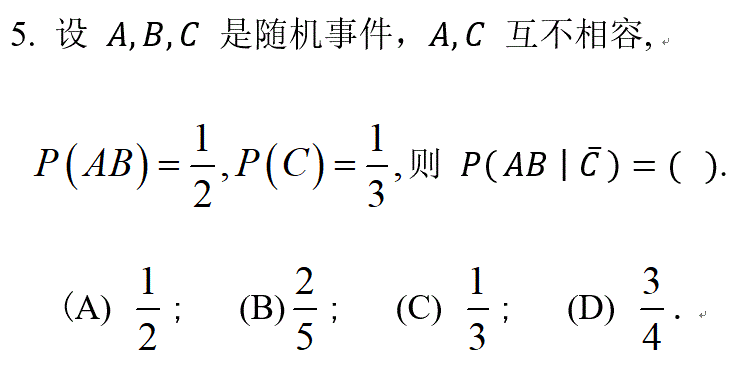 5. 设 A,B,C 是随机事件，A,C 互不相容,
P(AB)=1/2,P(C)=1/3,则 P(AB|C̄)=( ).
(A) 1/2; (B) 2/5; (C) 1/3; (D) 3/4.